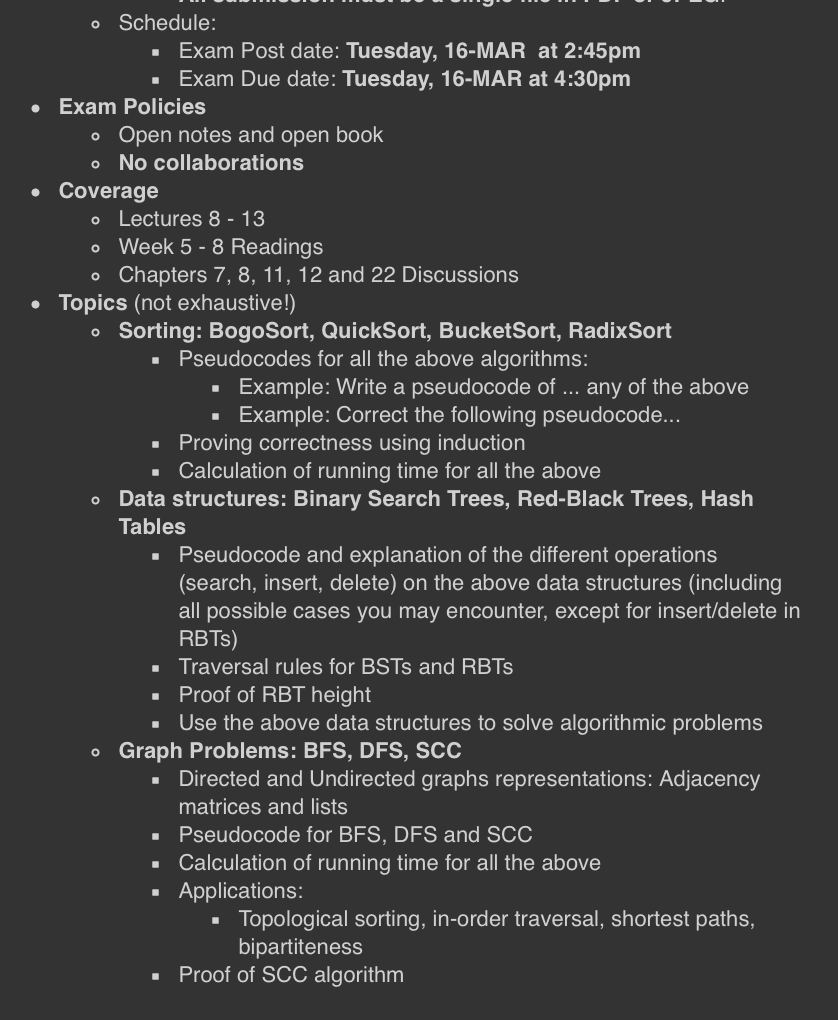 Schedule:
Exam Post date: Tuesday, 16-MAR at 2:45pm
Exam Due date: Tuesday, 16-MAR at 4:30pm
Exam Policies
Open notes and open book
No collaborations
Coverage
Lectures 8 - 13
Week 5 - 8 Readings
Chapters 7, 8, 11, 12 and 22 Discussions
Topics (not exhaustive!)
Sorting: BogoSort, QuickSort, BucketSort, RadixSort
Pseudocodes for all the above algorithms:
Example: Write a pseudocode of ... any of the above
Example: Correct the following pseudocode...
Proving correctness using induction
Calculation of running time for all the above
Data structures: Binary Search Trees, Red-Black Trees, Hash
Tables
Pseudocode and explanation of the different operations
(search, insert, delete) on the above data structures (including
all possible cases you may encounter, except for insert/delete in
RBTs)
Traversal rules for BSTs and RBTs
Proof of RBT height
Use the above data structures to solve algorithmic problems
Graph Problems: BFS, DFS, SCC
Directed and Undirected graphs representations: Adjacency
matrices and lists
Pseudocode for BFS, DFS and SCC
Calculation of running time for all the above
Applications:
Topological sorting, in-order traversal, shortest paths,
bipartiteness
Proof of SCC algorithm